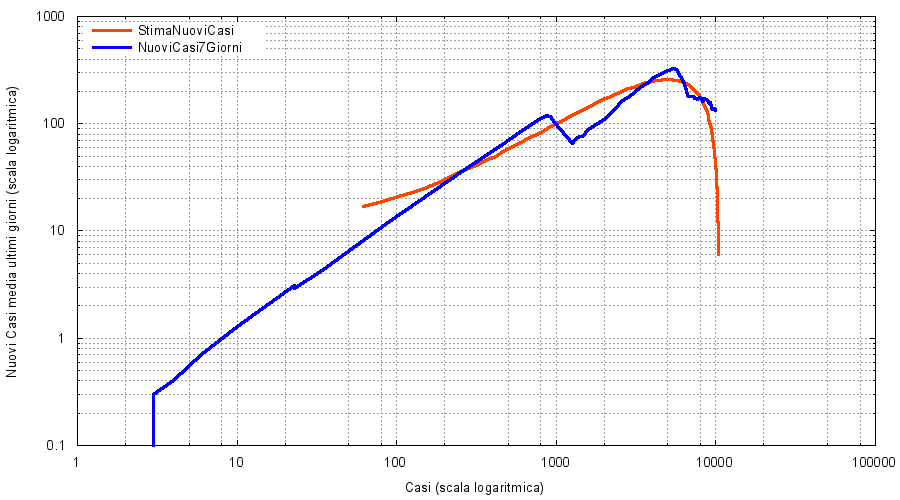 1000
StimaNuoviCasi
NuoviCasi7Giorni
100
10
1
0.1
Nuovi Casi media ultimi giorni (scala logaritmica)
1 10 100 1000 10000 100000
Casi (scala logaritmica)